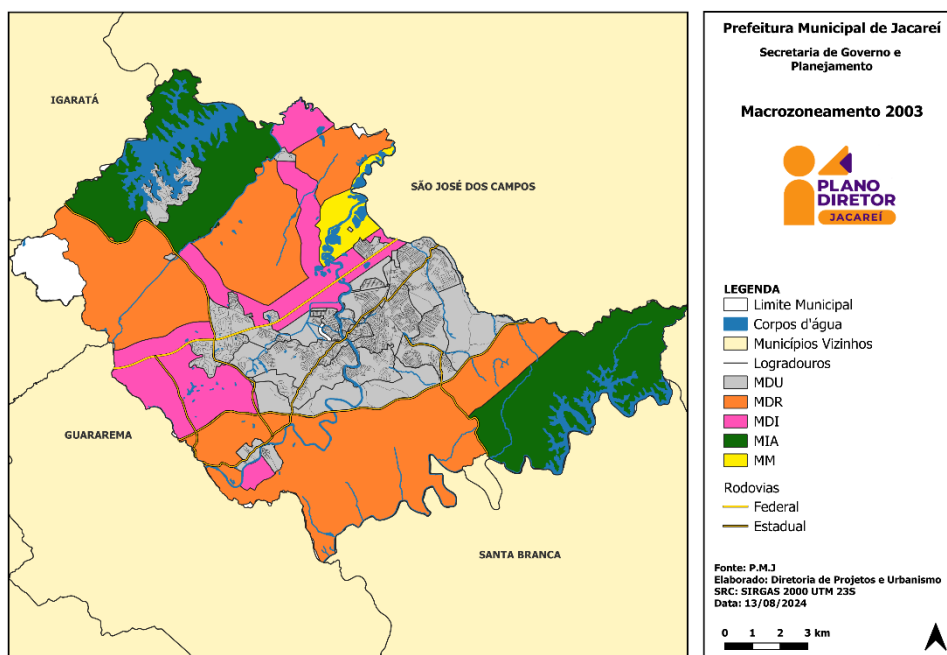 IGARATÁ
SÃO JOSÉ DOS CAMPOS
GUARAREMA
SANTA BRANCA
Prefeitura Municipal de Jacareí
Secretaria de Governo e
Planejamento
Macrozoneamento 2003
PLANO
DIRETOR
JACAREÍ
LEGENDA
Limite Municipal
Corpos d'água
Municípios Vizinhos
Logradouros
MDU
MDR
MDI
MIA
MM
Rodovias
Federal
Estadual
Fonte: P.M.J
Elaborado: Diretoria de Projetos e Urbanismo
SRC: SIRGAS 2000 UTM 23S
Data: 13/08/2024
0 1 2 3 km